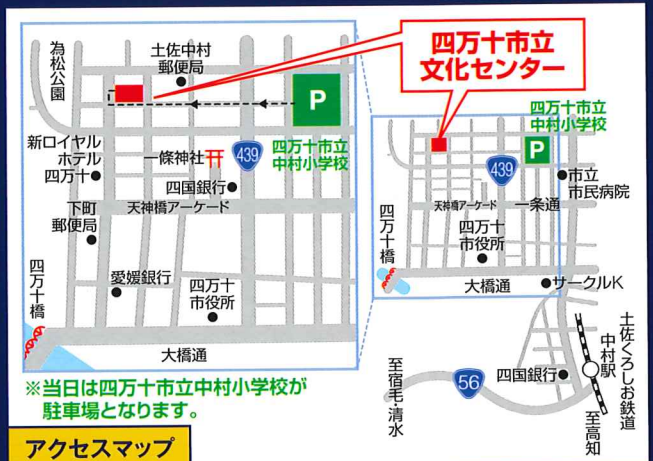 為松公園
土佐中村
郵便局
四万十市立
文化センター
P
四万十市立
中村小学校
新ロイヤル
ホテル
四万十
一條神社
439
四国銀行
天神橋アーケード
下町
郵便局
四万十橋
愛媛銀行
四万十
市役所
大橋通
四万十市立
中村小学校
P
439
市立
市民病院
天神橋アーケード
一条通
四万十橋
四万十
市役所
大橋通
サークルK
土佐くろしお鉄道
中村駅
四国銀行
56
至宿毛・清水
至高知
※当日は四万十市立中村小学校が
駐車場となります。
アクセスマップ